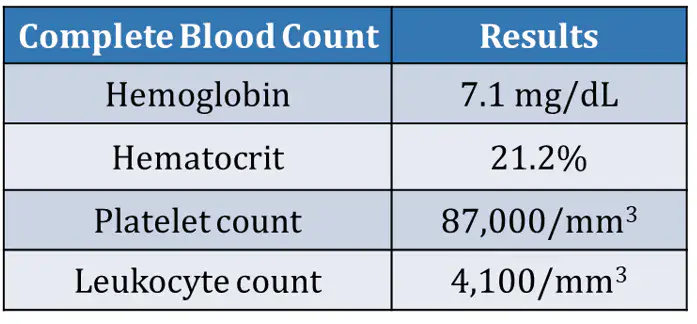 Complete Blood Count Results
Hemoglobin 7.1 mg/dL
Hematocrit 21.2%
Platelet count 87,000/mm³
Leukocyte count 4,100/mm³